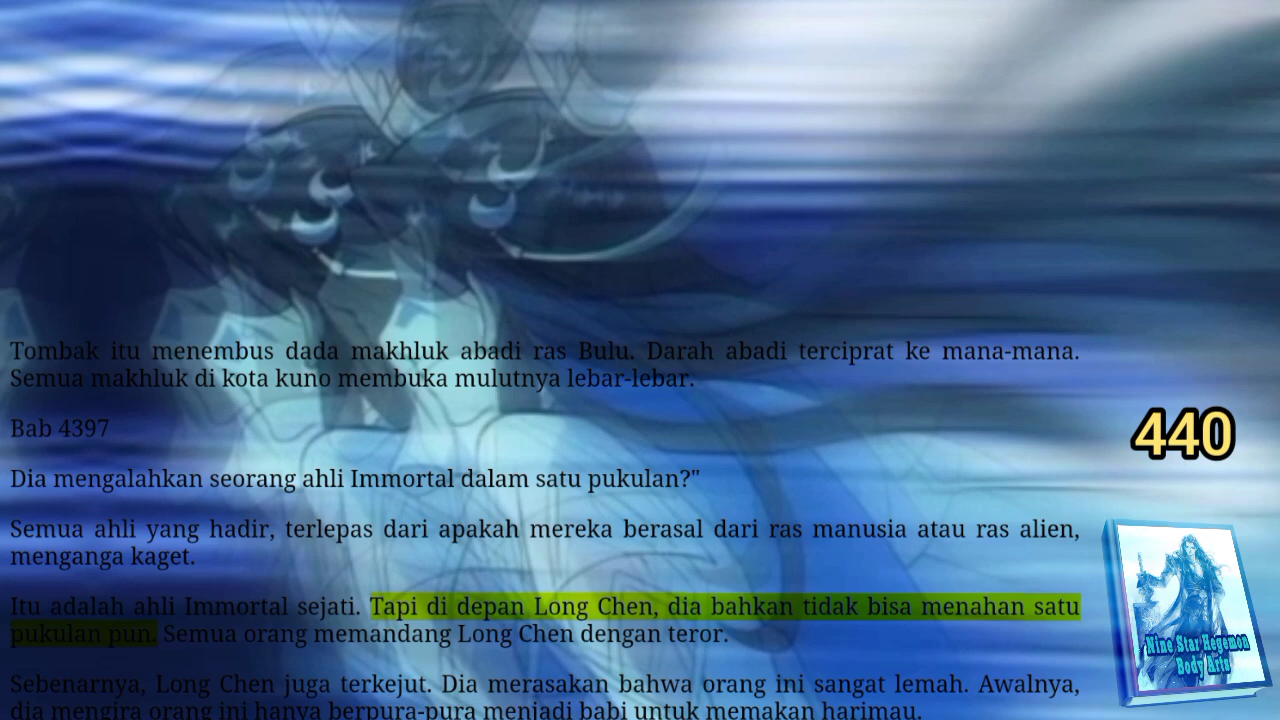 Tombak itu menembus dada makhluk abadi ras Bulu. Darah abadi terciprat ke mana-mana.
Semua makhluk di kota kuno membuka mulutnya lebar-lebar.
Bab 4397
Dia mengalahkan seorang ahli Immortal dalam satu pukulan?"
Semua ahli yang hadir, terlepas dari apakah mereka berasal dari ras manusia atau ras alien,
menganga kaget.
Itu adalah ahli Immortal sejati. Tapi di depan Long Chen, dia bahkan tidak bisa menahan satu
pukulan pun. Semua orang memandang Long Chen dengan teror.
Sebenarnya, Long Chen juga terkejut. Dia merasakan bahwa orang ini sangat lemah. Awalnya,
dia mengira orang ini hanya berpura-pura menjadi babi untuk memakan harimau.
440
Nine Star Hegemon
Body Arts